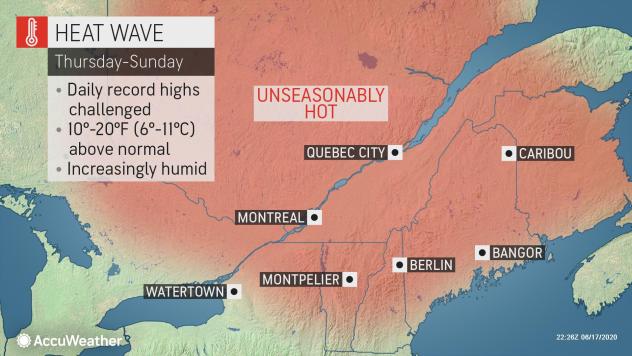 HEAT WAVE
Thursday-Sunday
• Daily record highs
challenged
• 10°-20°F (6°-11°C)
above normal
• Increasingly humid
UNSEASONABLY
HOT
QUEBEC CITY
CARIBOU
MONTREAL
BANGOR
BERLIN
MONTPELIER
WATERTOWN
AccuWeather
22:26Z 06/17/2020